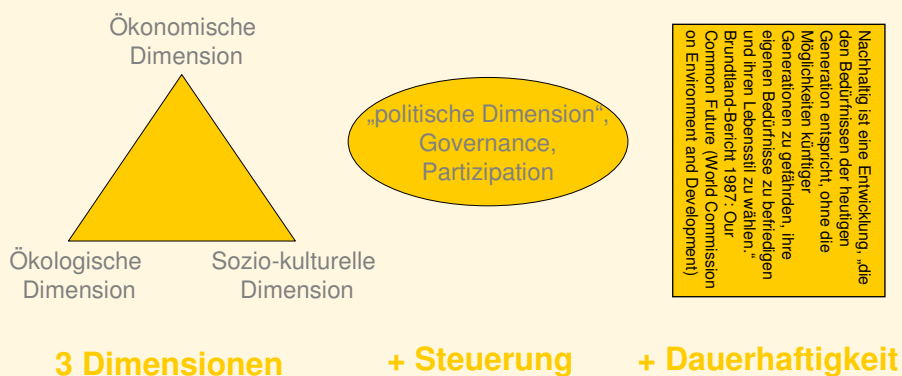 Ökonomische
Dimension
Ökologische
Dimension
Sozio-kulturelle
Dimension
„politische Dimension“,
Governance,
Partizipation
Nachhaltig ist eine Entwicklung, „die
den Bedürfnissen der heutigen
Generation entspricht, ohne die
Möglichkeiten künftiger
Generationen zu gefährden, ihre
eigenen Bedürfnisse zu befriedigen
und ihren Lebensstil zu wählen.“
Brundtland-Bericht 1987: Our
Common Future (World Commission
on Environment and Development)
3 Dimensionen
+ Steuerung
+ Dauerhaftigkeit